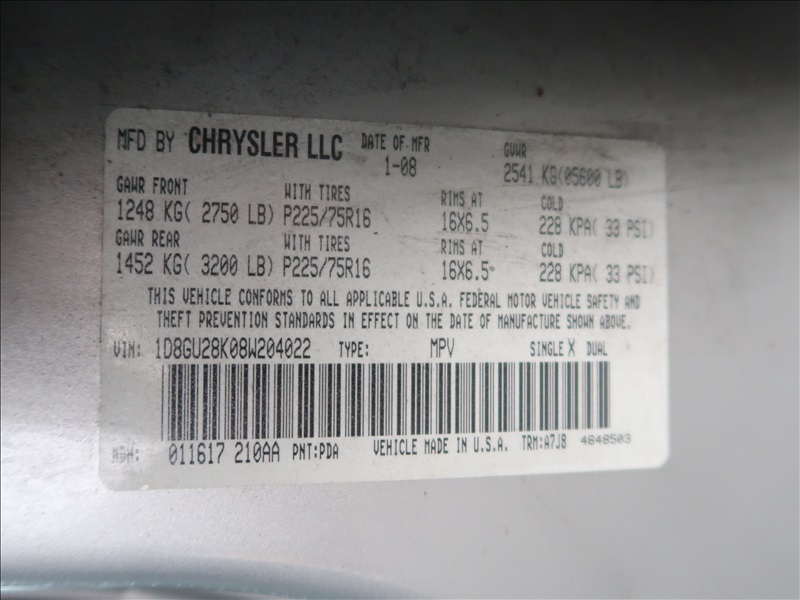 MFD BY CHRYSLER LLC DATE OF MFR 1-08 GVWR 2541 KG(05600 LB)
GAWR FRONT WITH TIRES RIMS AT COLD
1248 KG( 2750 LB) P225/75R16 16X6.5 228 KPA( 33 PSI)
GAWR REAR WITH TIRES RIMS AT COLD
1452 KG( 3200 LB) P225/75R16 16X6.5 228 KPA( 33 PSI)
THIS VEHICLE CONFORMS TO ALL APPLICABLE U.S.A. FEDERAL MOTOR VEHICLE SAFETY AND
THEFT PREVENTION STANDARDS IN EFFECT ON THE DATE OF MANUFACTURE SHOWN ABOVE.
VIN: 1D8GU28K08W204022 TYPE: MPV SINGLE X DUAL
011617 210AA PNT:PDA VEHICLE MADE IN U.S.A. TRM:A7J8 4648503